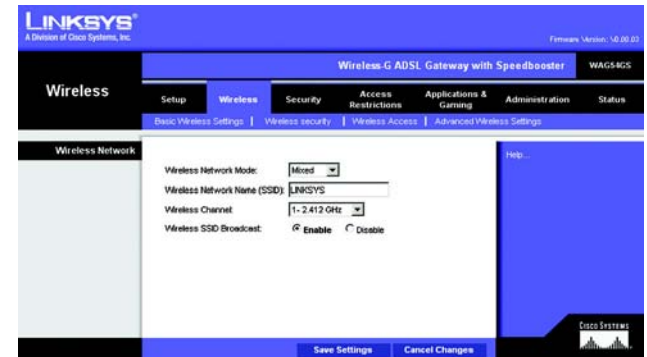 LINKSYS®
A Division of Cisco Systems, Inc.
Firmware Version: V0.00.03
Wireless-G ADSL Gateway with Speedbooster
WAG54GS
Wireless
Setup
Wireless
Security
Access Restrictions
Applications & Gaming
Administration
Status
Basic Wireless Settings | Wireless security | Wireless Access | Advanced Wireless Settings
Wireless Network
Help...
Wireless Network Mode: Mixed
Wireless Network Name (SSID): LINKSYS
Wireless Channel: 1- 2.412 GHz
Wireless SSID Broadcast: Enable Disable
CISCO SYSTEMS
Save Settings
Cancel Changes